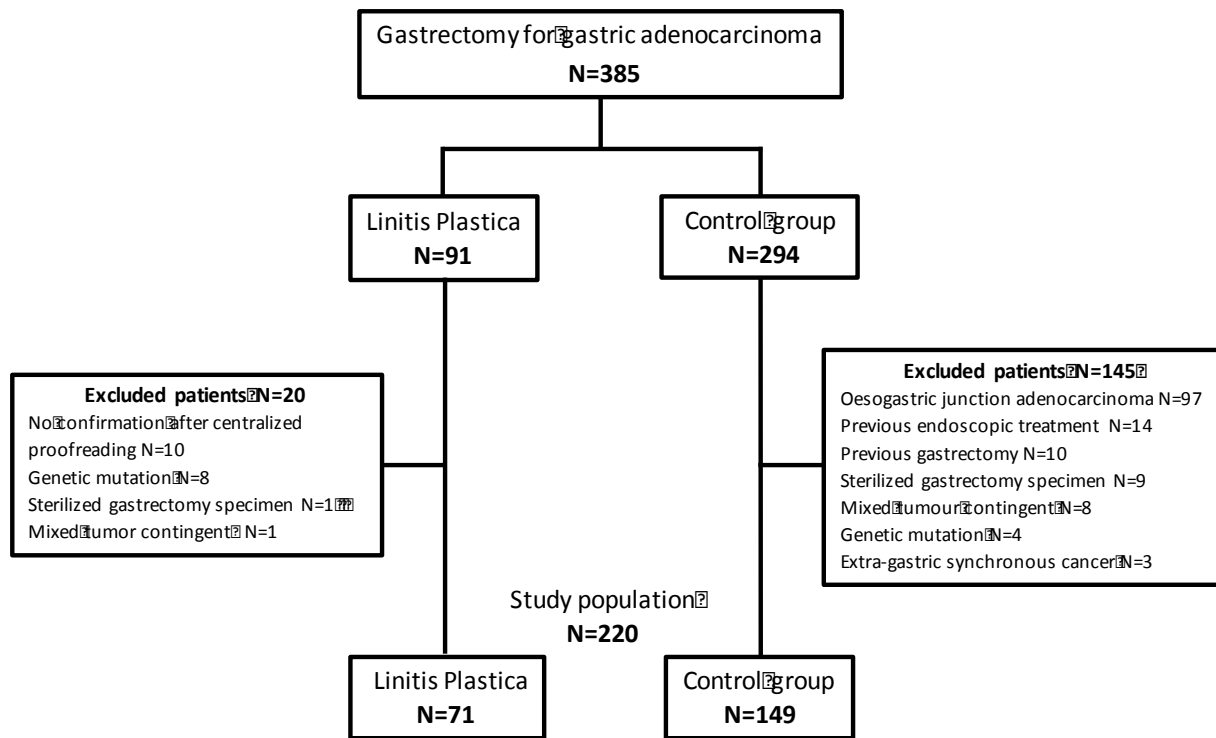 Gastrectomy for gastric adenocarcinoma
N=385
Linitis Plastica
N=91
Control group
N=294
Excluded patients N=20
No confirmation after centralized
proofreading N=10
Genetic mutation N=8
Sterilized gastrectomy specimen N=1
Mixed tumor contingent N=1
Excluded patients N=145
Oesogastric junction adenocarcinoma N=97
Previous endoscopic treatment N=14
Previous gastrectomy N=10
Sterilized gastrectomy specimen N=9
Mixed tumour contingent N=8
Genetic mutation N=4
Extra-gastric synchronous cancer N=3
Study population
N=220
Linitis Plastica
N=71
Control group
N=149